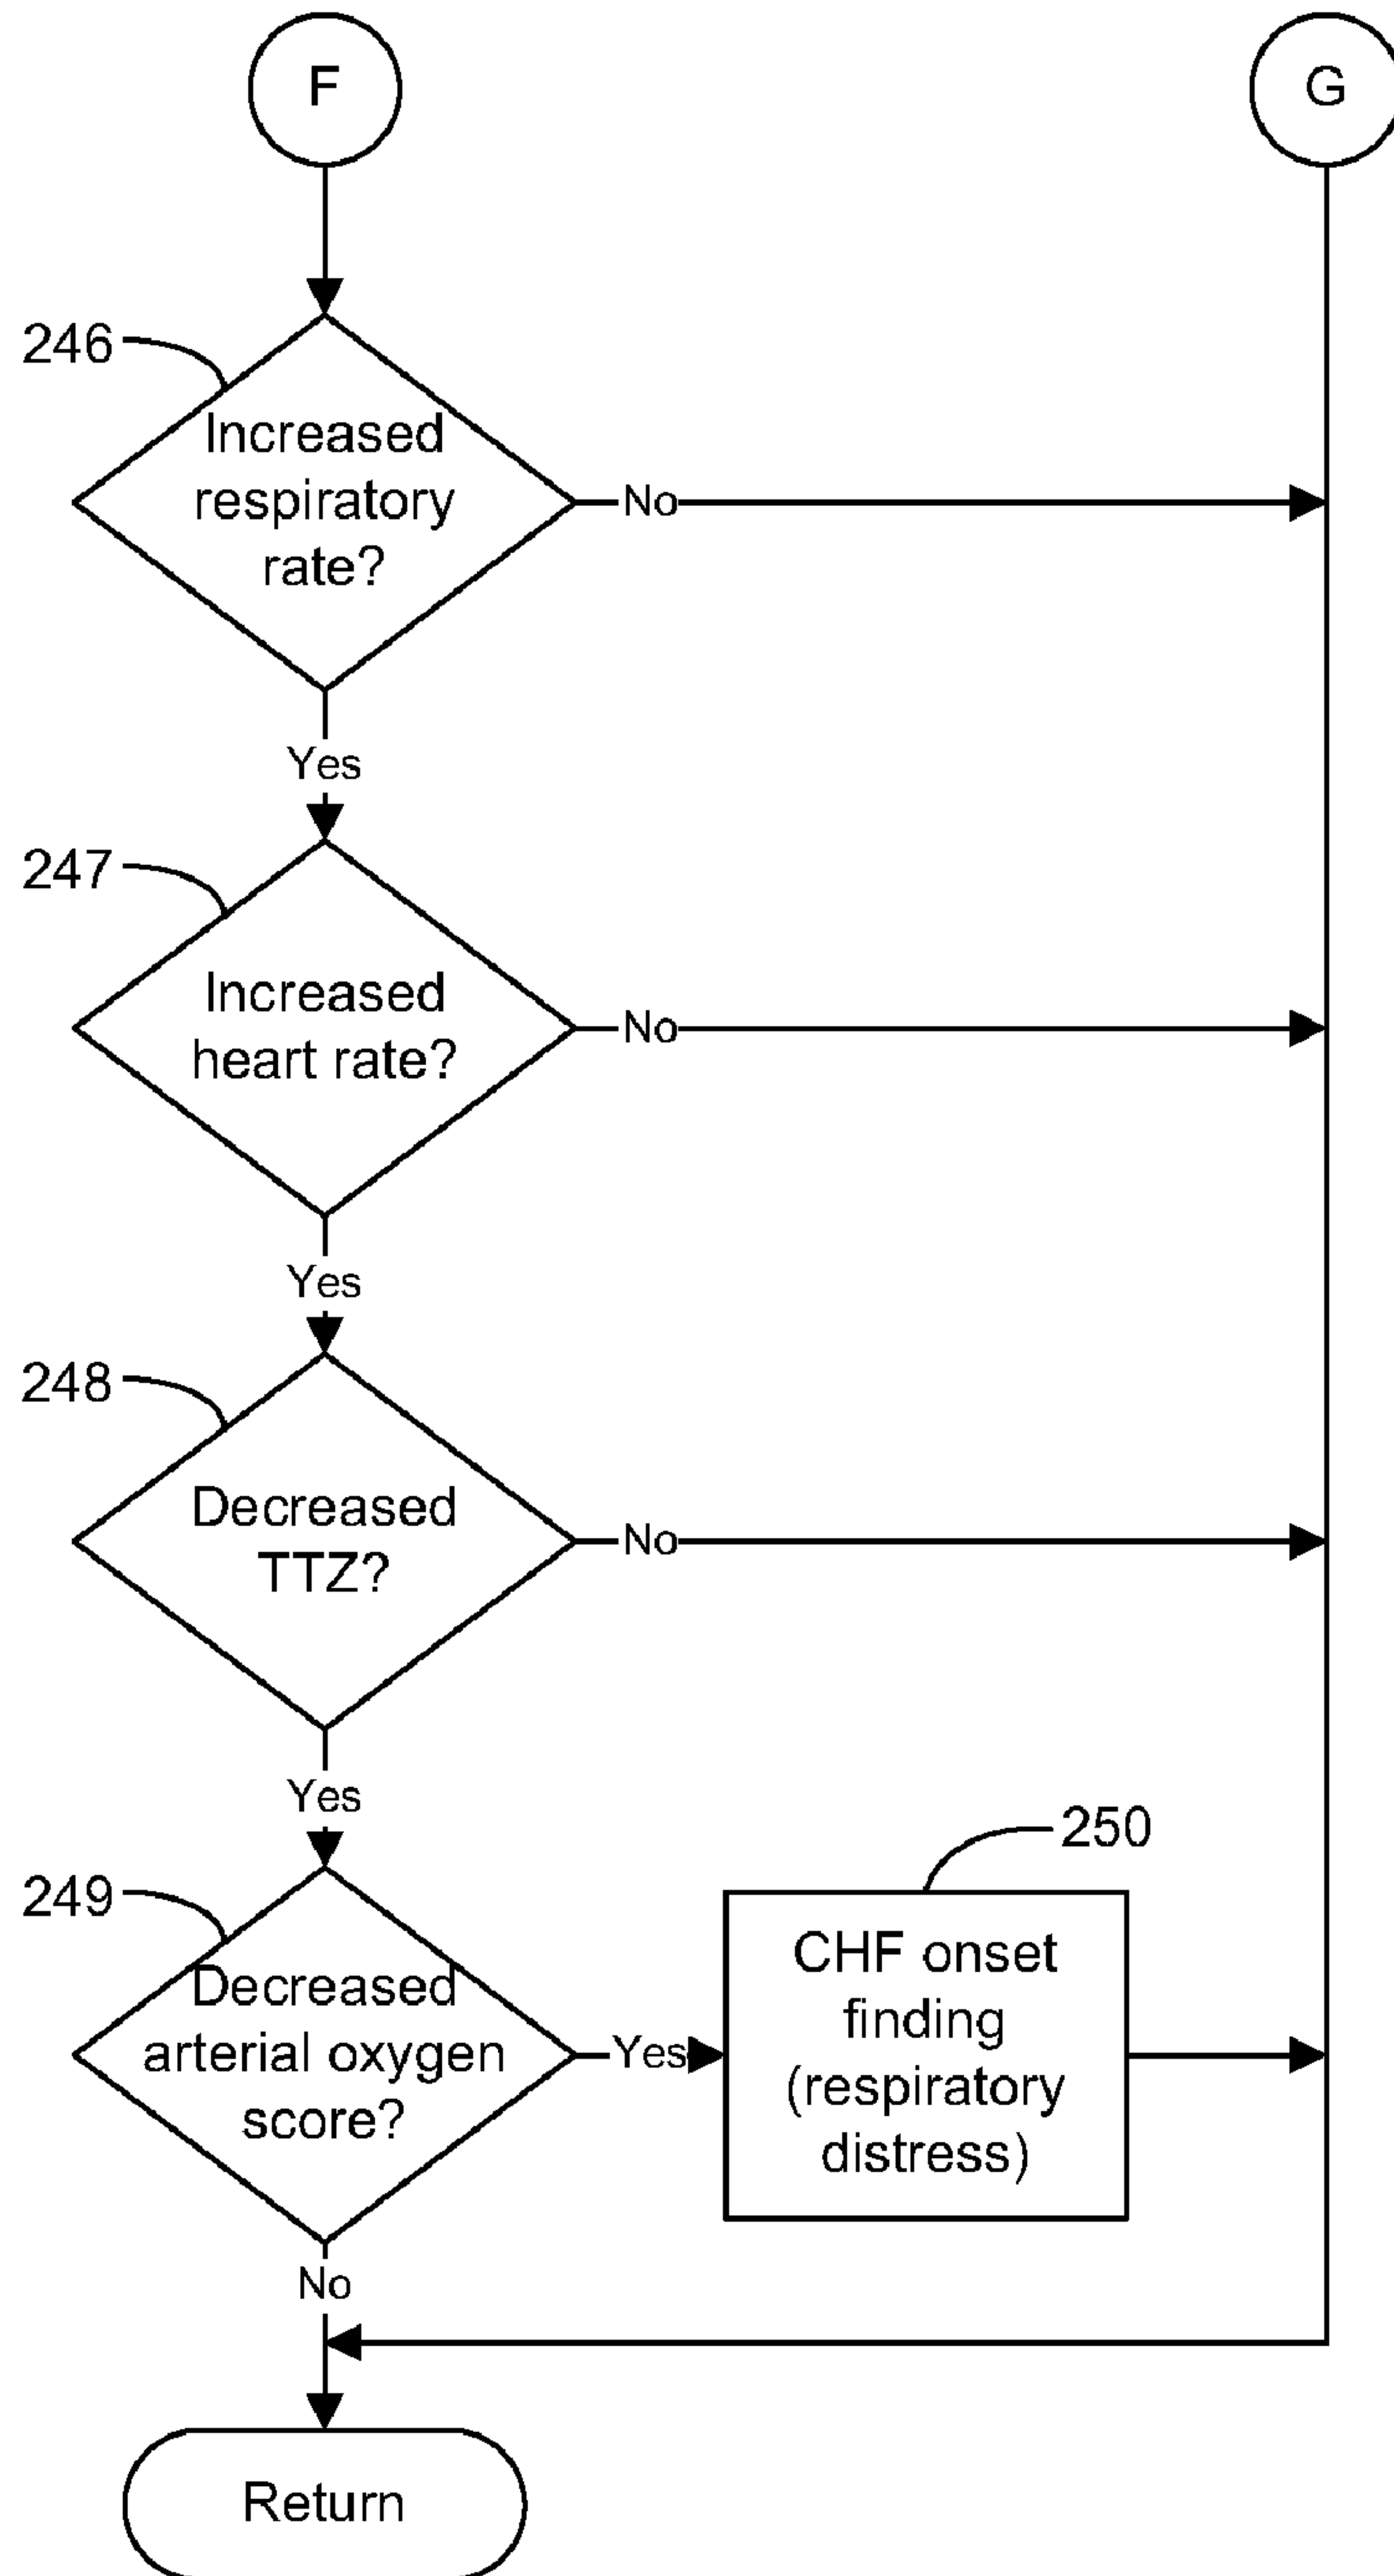 F
G
246
Increased
respiratory
rate?
No
Yes
247
Increased
heart rate?
No
Yes
248
Decreased
TTZ?
No
Yes
249
Decreased
arterial oxygen
score?
Yes
250
CHF onset
finding
(respiratory
distress)
No
Return